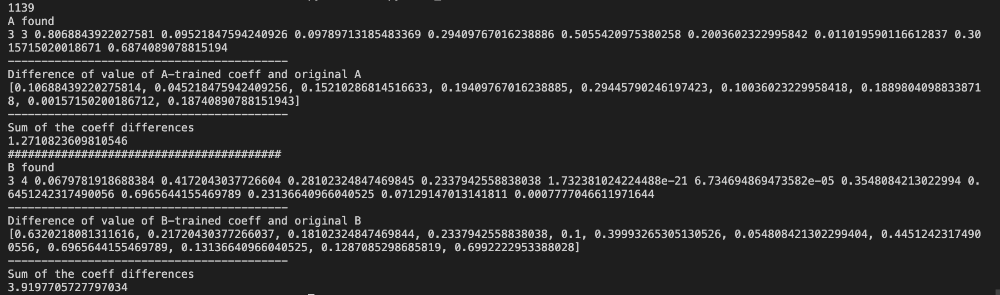 1139
A found
3 3 0.8068843922027581 0.09521847594240926 0.09789713185483369 0.29409767016238886 0.5055420975380258 0.2003602322995842 0.011019590116612837 0.30
15715020018671 0.6874089078815194
------------------------------------------
Difference of value of A-trained coeff and original A
[0.10688439220275814, 0.045218475942409256, 0.15210286814516633, 0.19409767016238885, 0.29445790246197423, 0.10036023229958418, 0.1889804098833871
8, 0.00157150200186712, 0.18740890788151943]
------------------------------------------
Sum of the coeff differences
1.2710823609810546
#########################################
B found
3 4 0.0679781918688384 0.4172043037726604 0.28102324847469845 0.2337942558838038 1.732381024224488e-21 6.734694869473582e-05 0.3548084213022994 0.
6451242317490056 0.6965644155469789 0.23136640966040525 0.07129147013141811 0.0007777046611971644
------------------------------------------
Difference of value of B-trained coeff and original B
[0.6320218081311616, 0.21720430377266037, 0.18102324847469844, 0.2337942558838038, 0.1, 0.39993265305130526, 0.054808421302299404, 0.4451242317490
0556, 0.6965644155469789, 0.13136640966040525, 0.1287085298685819, 0.6992222953388028]
------------------------------------------
Sum of the coeff differences
3.9197705727797034